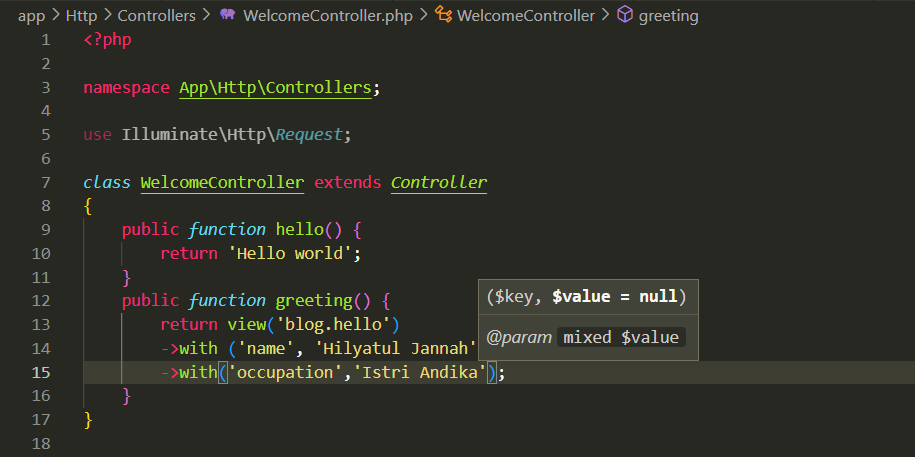 app > Http > Controllers > WelcomeController.php > WelcomeController > greeting
1 <?php
2
3 namespace App\Http\Controllers;
4
5 use Illuminate\Http\Request;
6
7 class WelcomeController extends Controller
8 {
9 public function hello() {
10 return 'Hello world';
11 }
12 public function greeting() {
($key, $value = null)
13 return view('blog.hello')
@param mixed $value
14 ->with ('name', 'Hilyatul Jannah'
15 ->with('occupation','Istri Andika');
16 }
17 }
18